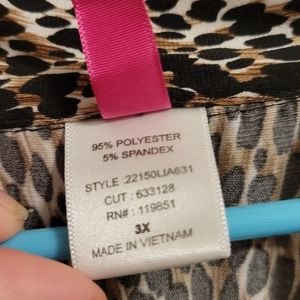 95% POLYESTER
5% SPANDEX
STYLE :22150LIA631
CUT : 633128
RN# : 119851
3X
MADE IN VIETNAM